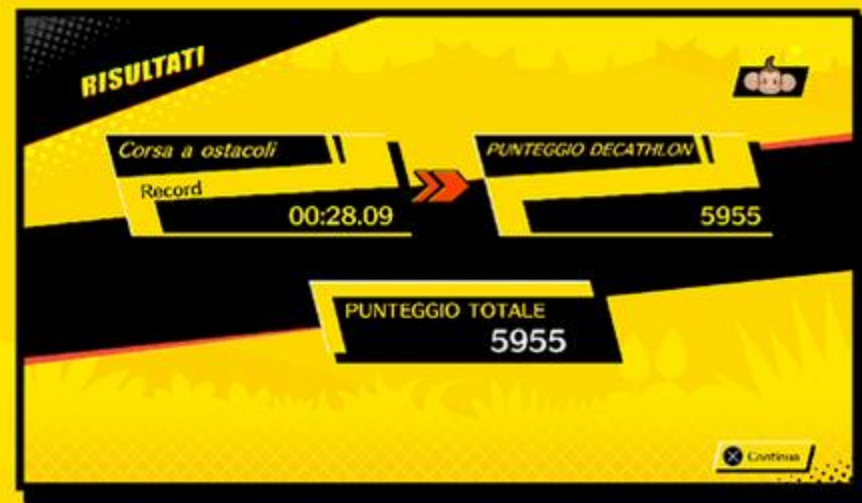 RISULTATI
Corsa a ostacoli
Record
00:28.09
PUNTEGGIO DECATHLON
5955
PUNTEGGIO TOTALE
5955
Continua